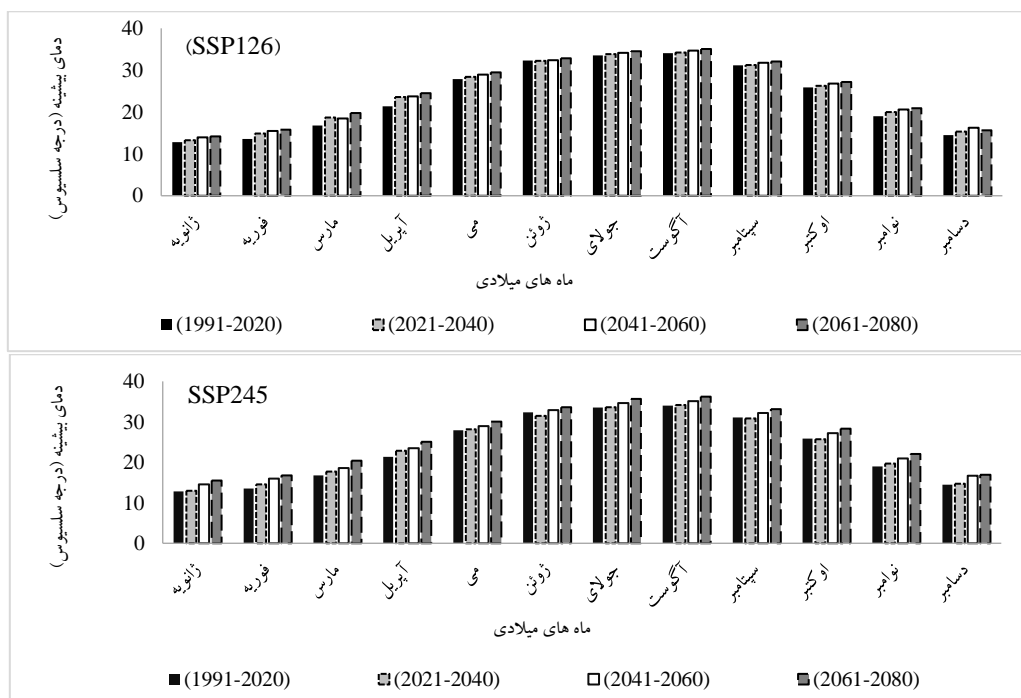 (SSP126)
دمای بیشینه (درجه سلسیوس)
40
30
20
10
0
ژانویه
فوریه
مارس
آپریل
می
ژوئن
جولای
آگوست
سپتامبر
اوکتبر
نوامبر
دسامبر
ماه های میلادی
(1991-2020)
(2021-2040)
(2041-2060)
(2061-2080)
SSP245
دمای بیشینه (درجه سلسیوس)
40
30
20
10
0
ژانویه
فوریه
مارس
آپریل
می
ژوئن
جولای
آگوست
سپتامبر
اوکتبر
نوامبر
دسامبر
ماه های میلادی
(1991-2020)
(2021-2040)
(2041-2060)
(2061-2080)